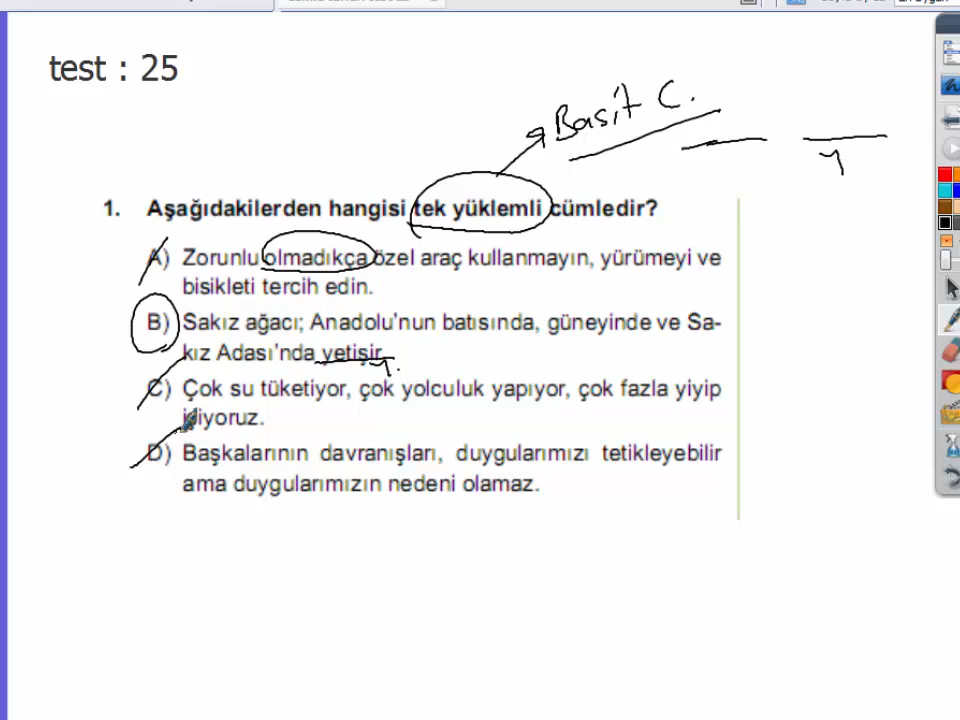 test : 25
Basit C.
y
1. Aşağıdakilerden hangisi tek yüklemli cümledir?
A) Zorunlu olmadıkça özel araç kullanmayın, yürümeyi ve
bisikleti tercih edin.
B) Sakız ağacı; Anadolu'nun batısında, güneyinde ve Sa-
kız Adası'nda yetişir.
y.
C) Çok su tüketiyor, çok yolculuk yapıyor, çok fazla yiyip
içiyoruz.
D) Başkalarının davranışları, duygularımızı tetikleyebilir
ama duygularımızın nedeni olamaz.